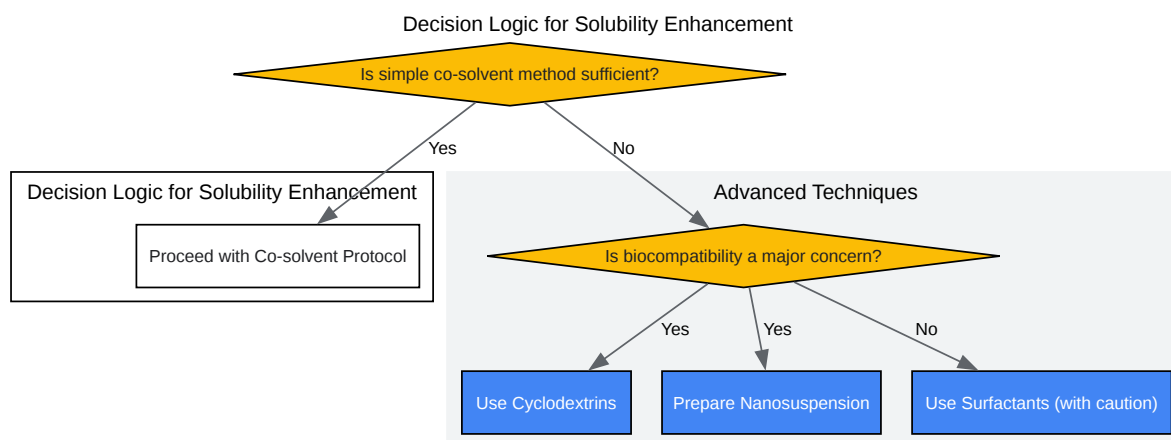 Decision Logic for Solubility Enhancement
Is simple co-solvent method sufficient?
Yes
No
Decision Logic for Solubility Enhancement
Proceed with Co-solvent Protocol
Advanced Techniques
Is biocompatibility a major concern?
Yes
Yes
No
Use Cyclodextrins
Prepare Nanosuspension
Use Surfactants (with caution)